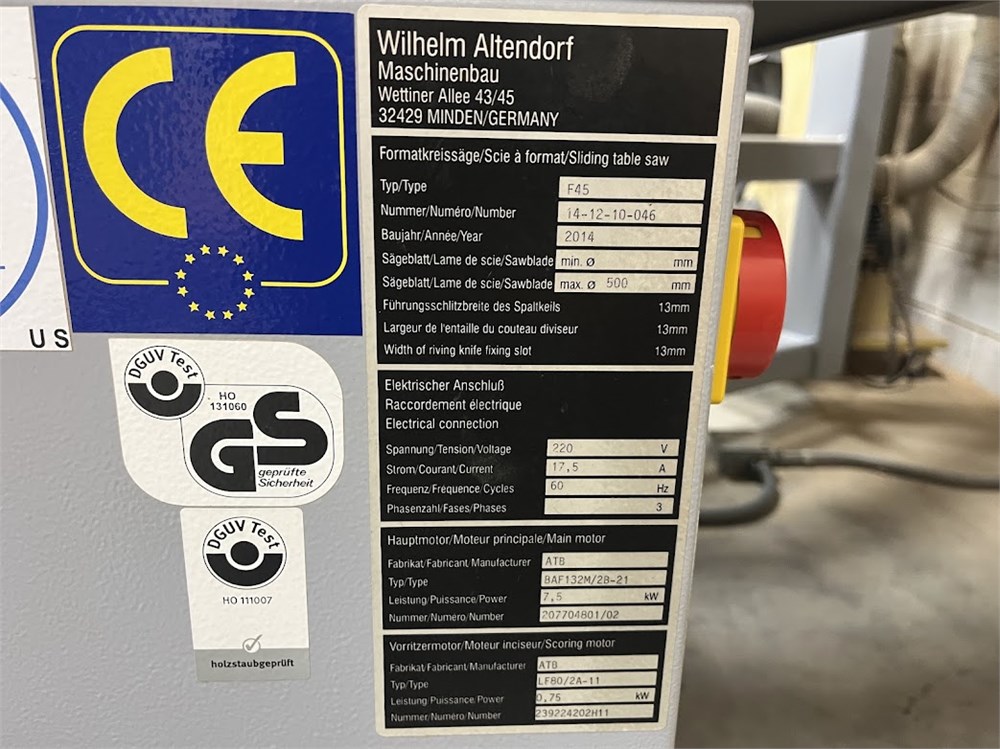 CE
US
DGUV Test
HO
131060
GS
geprüfte
Sicherheit
DGUV Test
HO 111007
holzstaubgeprüft
Wilhelm Altendorf
Maschinenbau
Wettiner Allee 43/45
32429 MINDEN/GERMANY
Formatkreissäge/Scie à format/Sliding table saw
Typ/Type F45
Nummer/Numéro/Number 14-12-10-046
Baujahr/Année/Year 2014
Sägeblatt/Lame de scie/Sawblade min. ø mm
Sägeblatt/Lame de scie/Sawblade max. ø 500 mm
Führungsschlitzbreite des Spaltkeils 13mm
Largeur de l'entaille du couteau diviseur 13mm
Width of riving knife fixing slot 13mm
Elektrischer Anschluß
Raccordement électrique
Electrical connection
Spannung/Tension/Voltage 220 V
Strom/Courant/Current 17,5 A
Frequenz/Fréquence/Cycles 60 Hz
Phasenzahl/Fases/Phases 3
Hauptmotor/Moteur principale/Main motor
Fabrikat/Fabricant/Manufacturer ATB
Typ/Type BAF132M/2B-21
Leistung/Puissance/Power 7,5 kW
Nummer/Numéro/Number 207704801/02
Vorritzermotor/Moteur inciseur/Scoring motor
Fabrikat/Fabricant/Manufacturer ATB
Typ/Type LF80/2A-11
Leistung/Puissance/Power 0,75 kW
Nummer/Numéro/Number 239224202H11